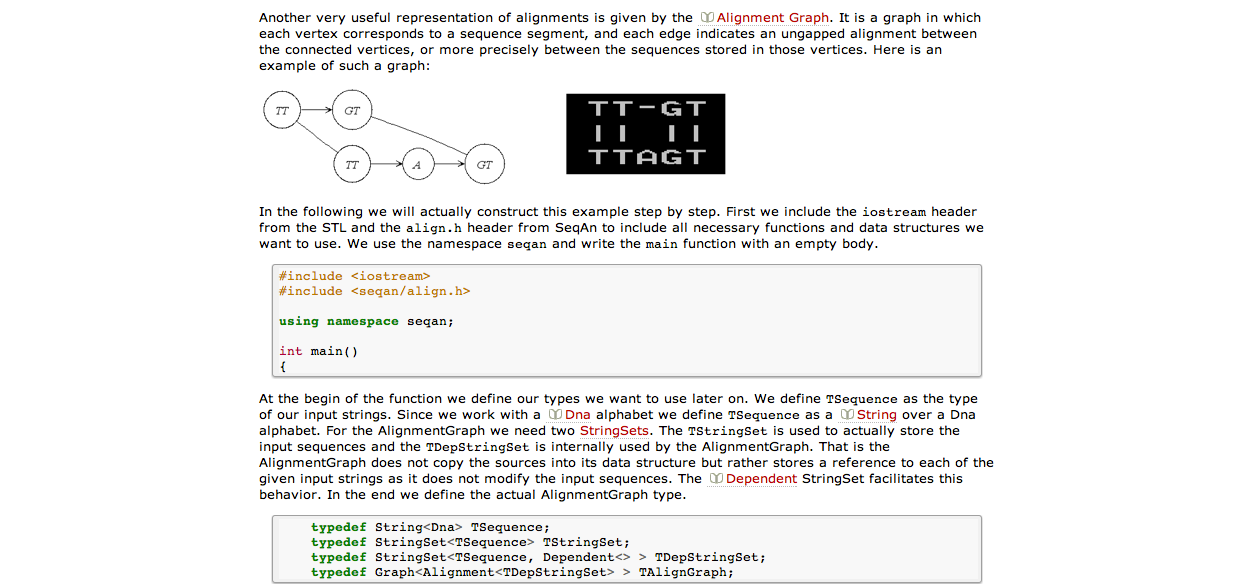 Another very useful representation of alignments is given by the Alignment Graph. It is a graph in which
each vertex corresponds to a sequence segment, and each edge indicates an ungapped alignment between
the connected vertices, or more precisely between the sequences stored in those vertices. Here is an
example of such a graph:
TT
GT
TT
A
GT
TT-GT
|| ||
TTAGT
In the following we will actually construct this example step by step. First we include the iostream header
from the STL and the align.h header from SeqAn to include all necessary functions and data structures we
want to use. We use the namespace seqan and write the main function with an empty body.
#include <iostream>
#include <seqan/align.h>
using namespace seqan;
int main()
{
At the begin of the function we define our types we want to use later on. We define TSequence as the type
of our input strings. Since we work with a Dna alphabet we define TSequence as a String over a Dna
alphabet. For the AlignmentGraph we need two StringSets. The TStringSet is used to actually store the
input sequences and the TDepStringSet is internally used by the AlignmentGraph. That is the
AlignmentGraph does not copy the sources into its data structure but rather stores a reference to each of the
given input strings as it does not modify the input sequences. The Dependent StringSet facilitates this
behavior. In the end we define the actual AlignmentGraph type.
typedef String<Dna> TSequence;
typedef StringSet<TSequence> TStringSet;
typedef StringSet<TSequence, Dependent<> > TDepStringSet;
typedef Graph<Alignment<TDepStringSet> > TAlignGraph;